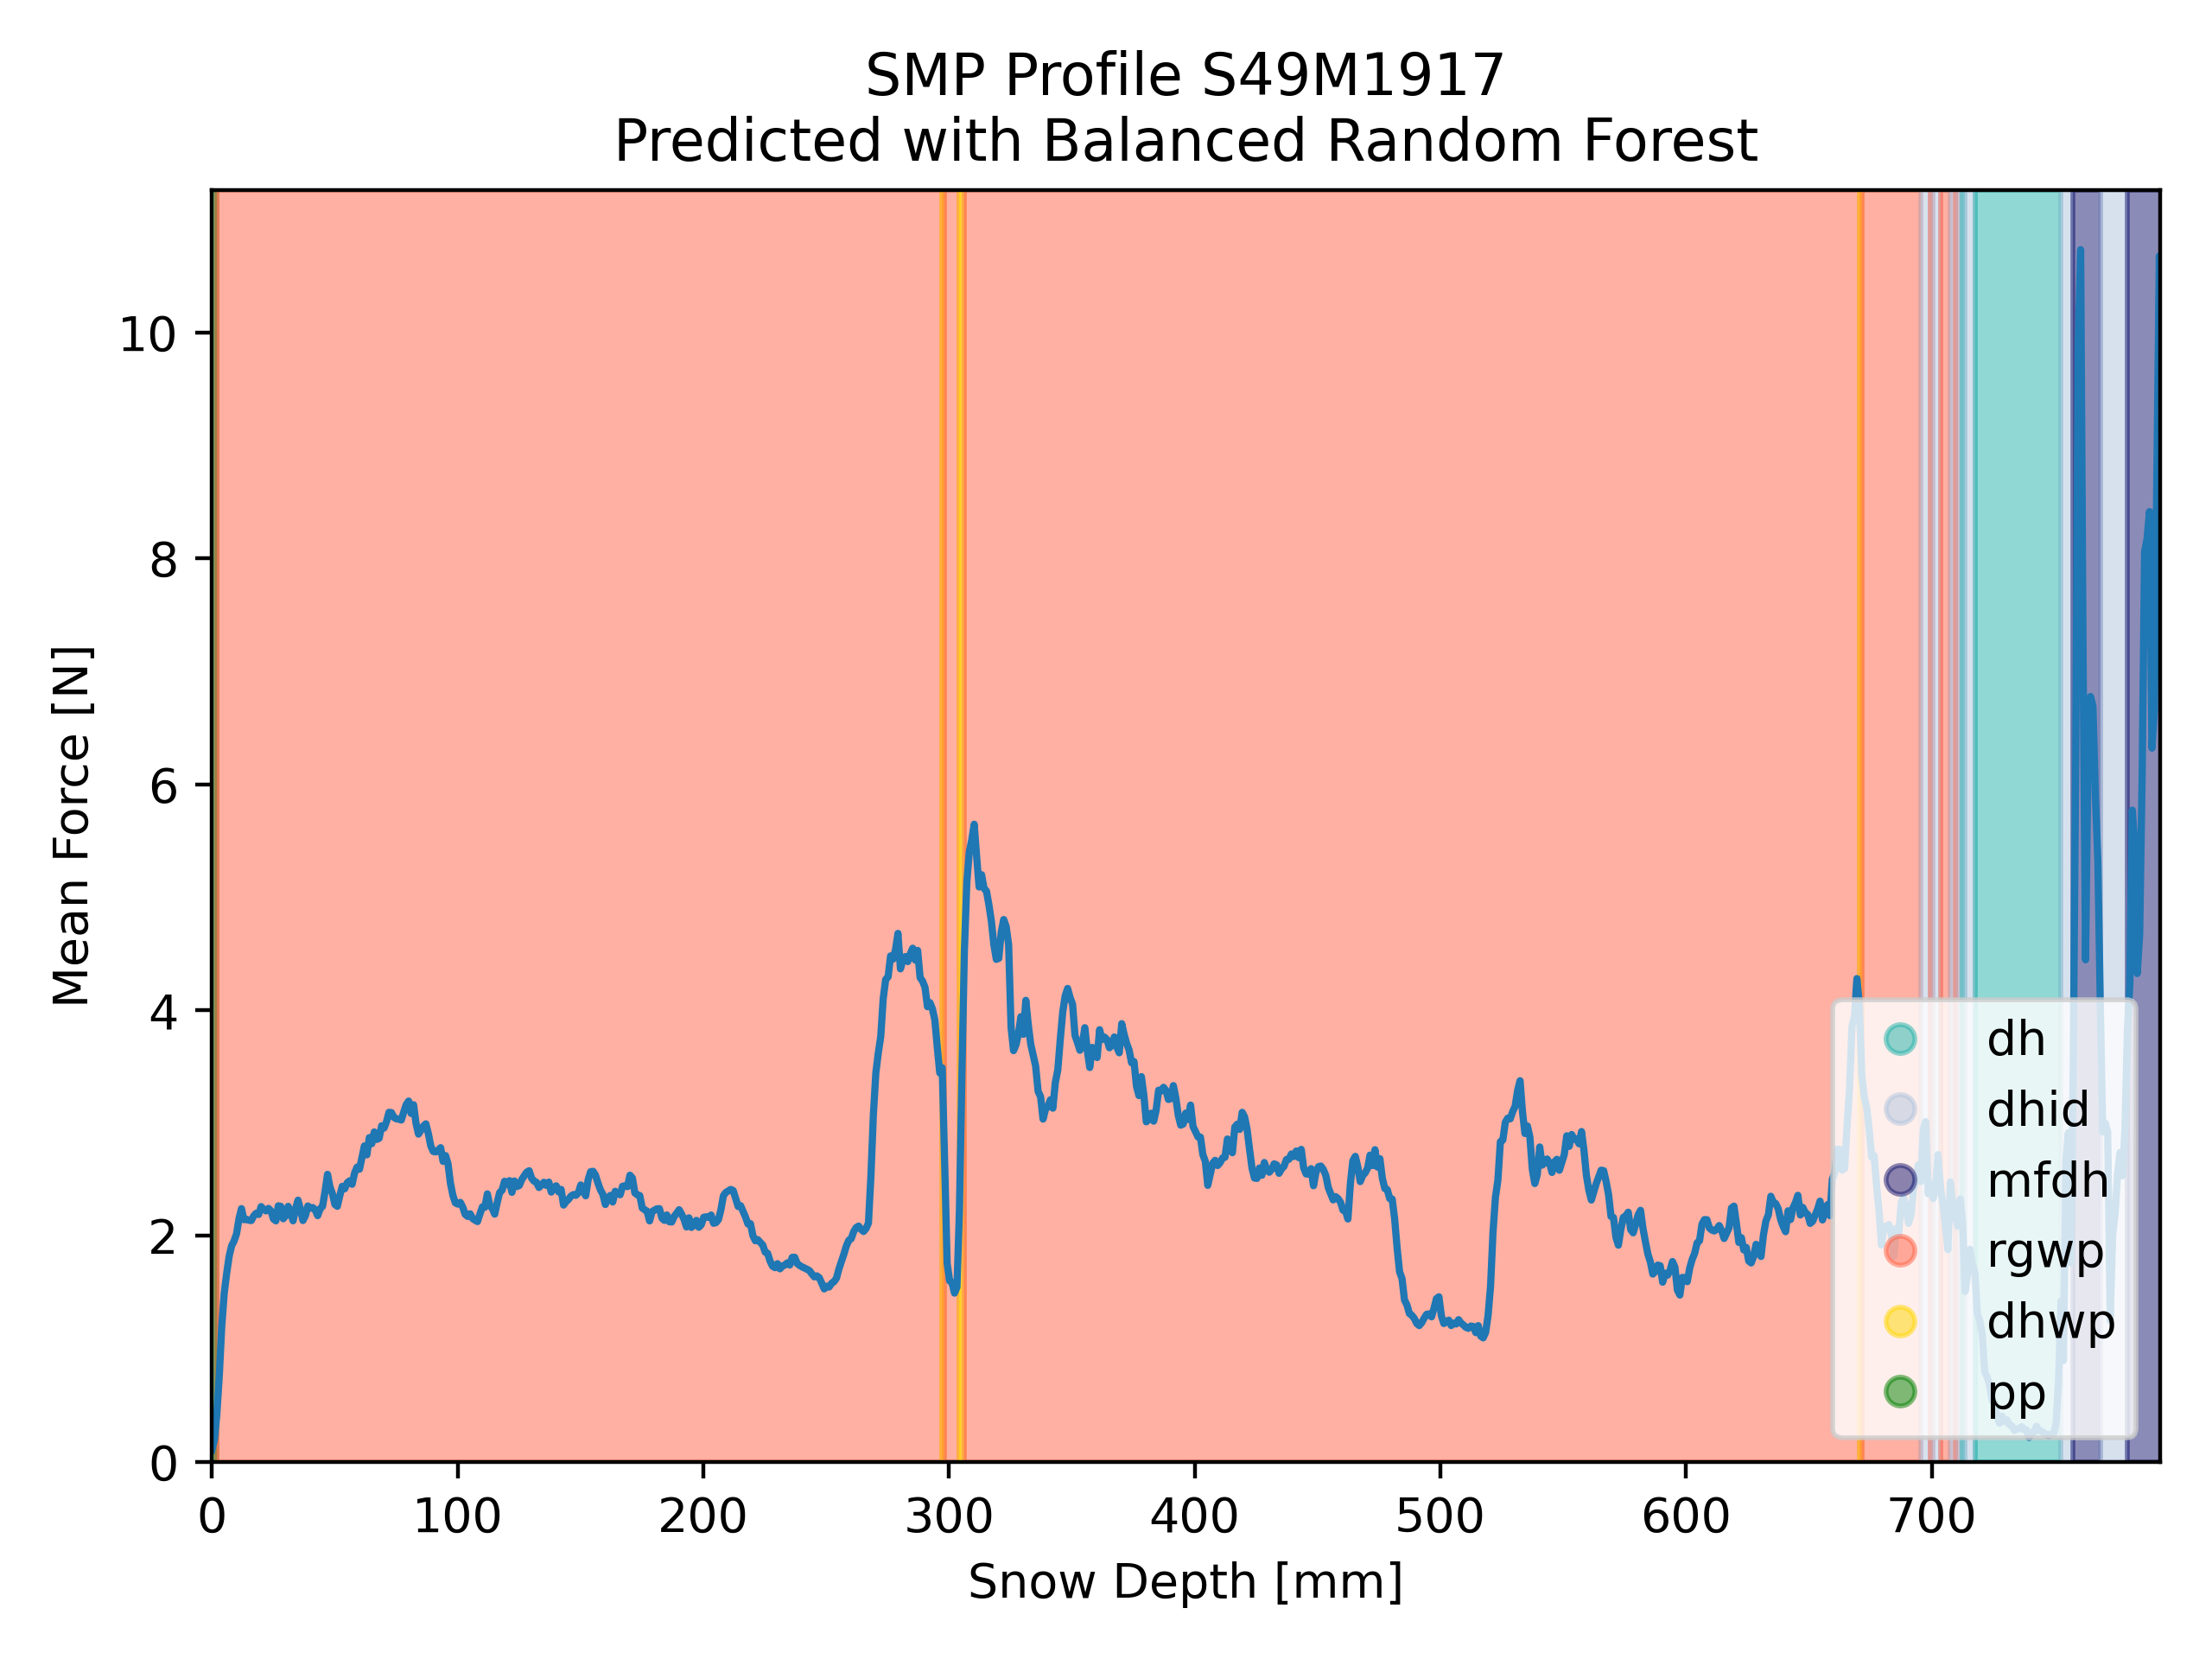 SMP Profile S49M1917
Predicted with Balanced Random Forest
Mean Force [N]
10
8
6
4
2
0
0 100 200 300 400 500 600 700
Snow Depth [mm]
dh
dhid
mfdh
rgwp
dhwp
pp